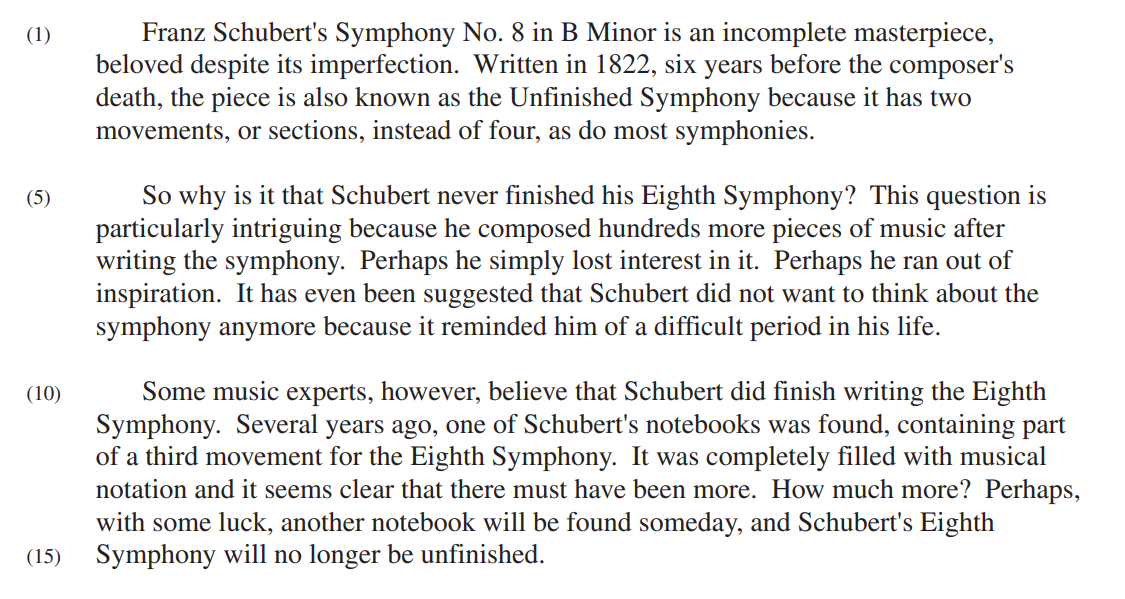 (1) Franz Schubert's Symphony No. 8 in B Minor is an incomplete masterpiece,
beloved despite its imperfection. Written in 1822, six years before the composer's
death, the piece is also known as the Unfinished Symphony because it has two
movements, or sections, instead of four, as do most symphonies.
(5) So why is it that Schubert never finished his Eighth Symphony? This question is
particularly intriguing because he composed hundreds more pieces of music after
writing the symphony. Perhaps he simply lost interest in it. Perhaps he ran out of
inspiration. It has even been suggested that Schubert did not want to think about the
symphony anymore because it reminded him of a difficult period in his life.
(10) Some music experts, however, believe that Schubert did finish writing the Eighth
Symphony. Several years ago, one of Schubert's notebooks was found, containing part
of a third movement for the Eighth Symphony. It was completely filled with musical
notation and it seems clear that there must have been more. How much more? Perhaps,
with some luck, another notebook will be found someday, and Schubert's Eighth
(15) Symphony will no longer be unfinished.